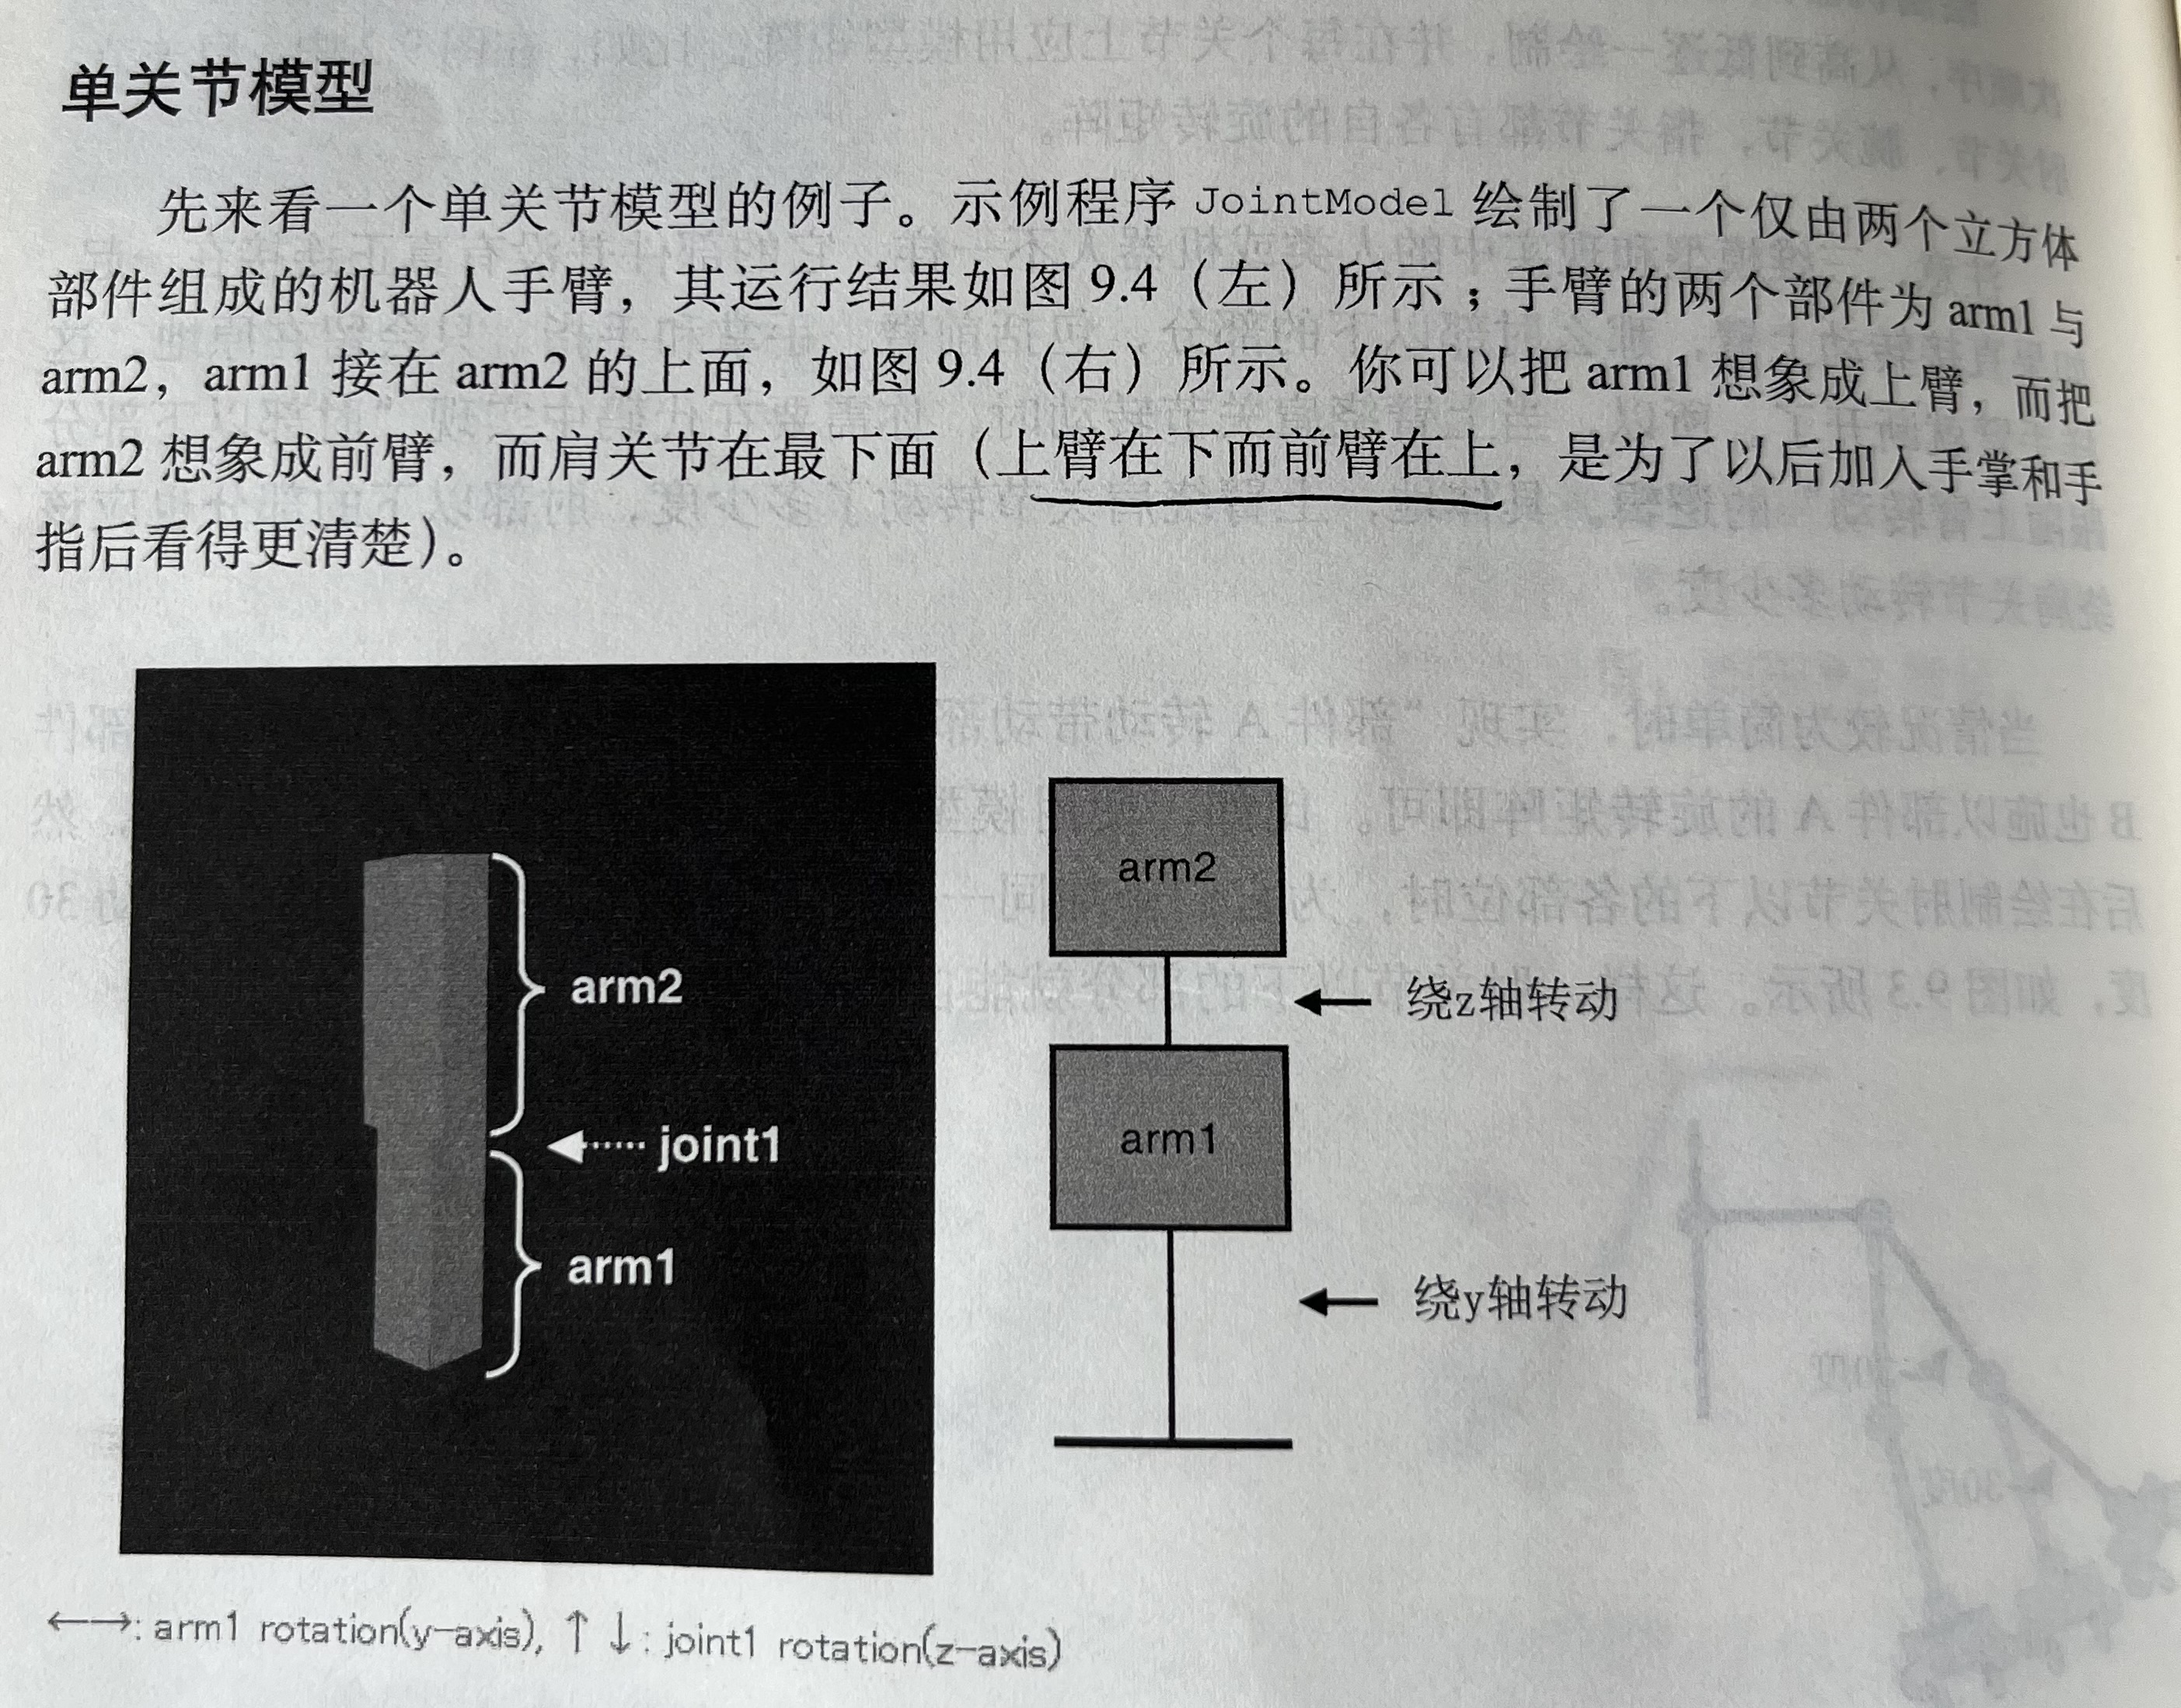 单关节模型
先来看一个单关节模型的例子。示例程序 JointModel 绘制了一个仅由两个立方体
部件组成的机器人手臂，其运行结果如图 9.4（左）所示；手臂的两个部件为 arm1 与
arm2，arm1 接在 arm2 的上面，如图 9.4（右）所示。你可以把 arm1 想象成上臂，而把
arm2 想象成前臂，而肩关节在最下面（上臂在下而前臂在上，是为了以后加入手掌和手
指后看得更清楚）。
arm2
joint1
arm1
arm2
绕z轴转动
arm1
绕y轴转动
←→: arm1 rotation(y-axis), ↑ ↓: joint1 rotation(z-axis)